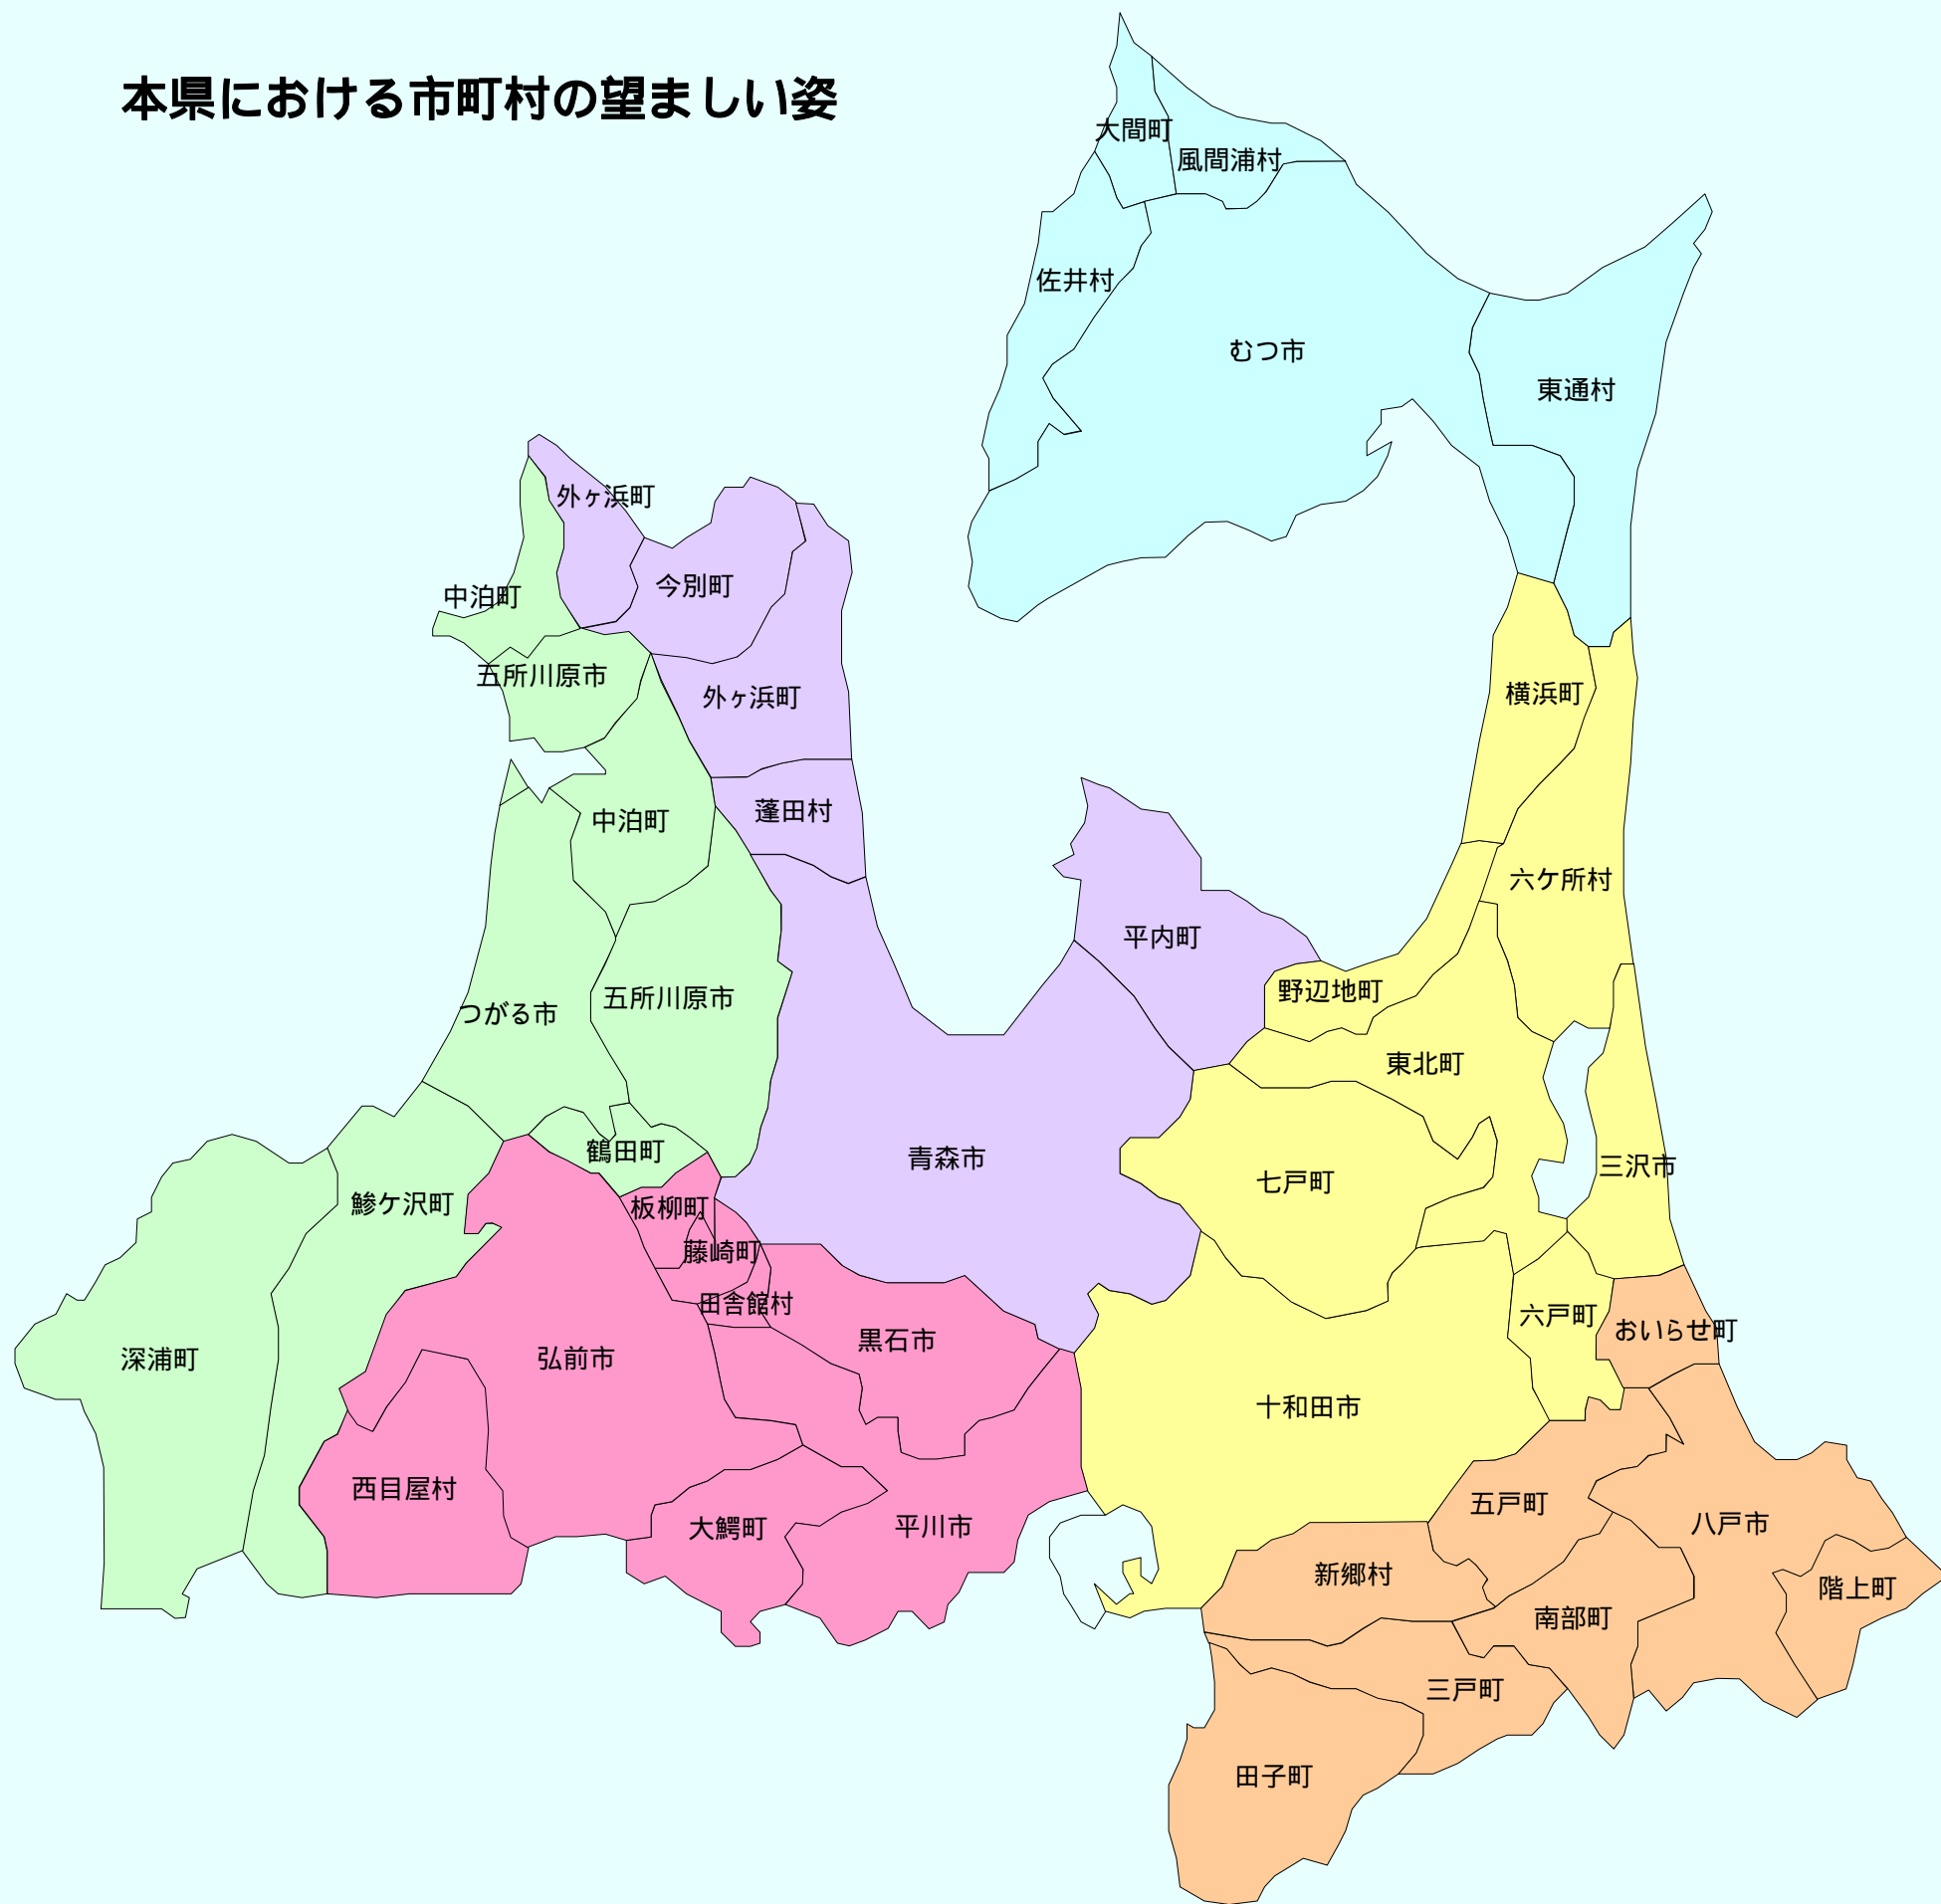 本県における市町村の望ましい姿
大間町
風間浦村
佐井村
むつ市
東通村
外ヶ浜町
今別町
中泊町
五所川原市
外ヶ浜町
横浜町
蓬田村
中泊町
六ケ所村
平内町
野辺地町
五所川原市
つがる市
東北町
鶴田町
青森市
三沢市
七戸町
鰺ケ沢町
板柳町
藤崎町
田舎館村
六戸町
おいらせ町
黒石市
深浦町
弘前市
十和田市
西目屋村
五戸町
八戸市
大鰐町
平川市
新郷村
階上町
南部町
三戸町
田子町